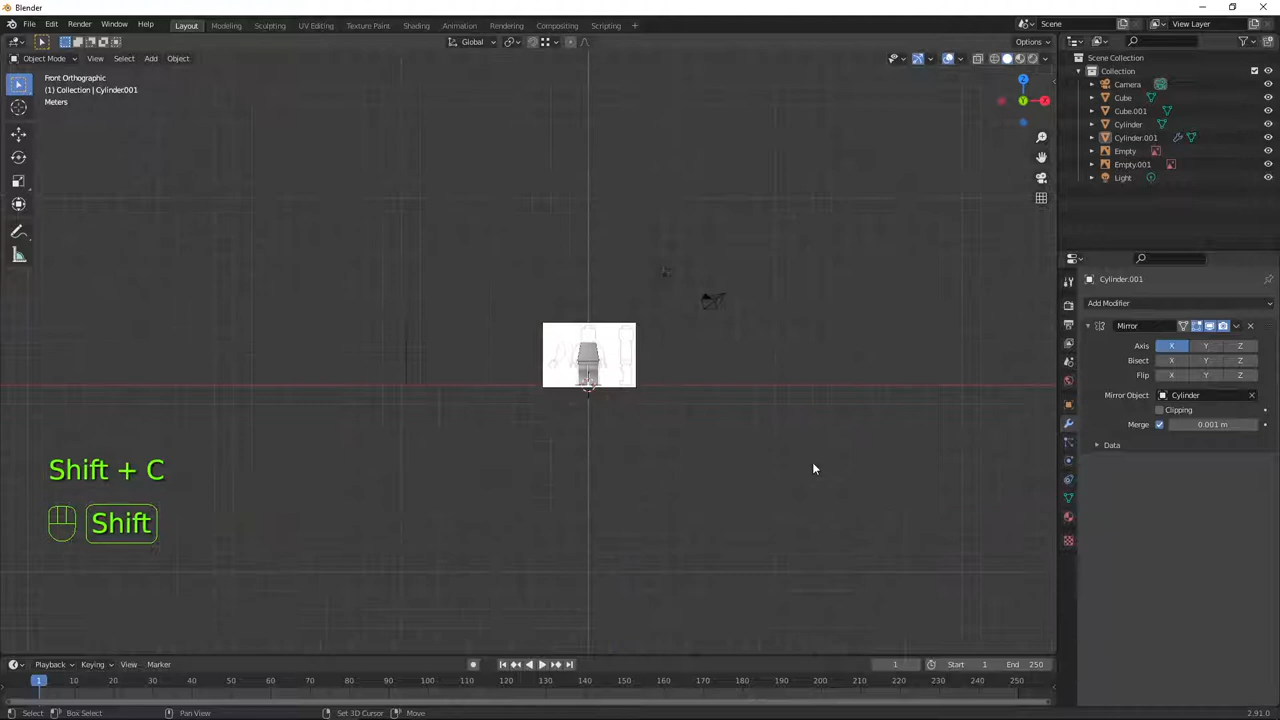 Blender
File Edit Render Window Help
Layout Modeling Sculpting UV Editing Texture Paint Shading Animation Rendering Compositing Scripting +
Scene
View Layer
Global
Options
Object Mode View Select Add Object
Front Orthographic
(1) Collection | Cylinder.001
Meters
Z
Y
X
Scene Collection
Collection
Camera
Cube
Cube.001
Cylinder
Cylinder.001
Empty
Empty.001
Light
Cylinder.001
Add Modifier
Mirror
Axis X Y Z
Bisect X Y Z
Flip X Y Z
Mirror Object Cylinder
Clipping
Merge 0.001 m
Data
Shift + C
Shift
Playback Keying View Marker
1 Start 1 End 250
1 10 20 30 40 50 60 70 80 90 100 110 120 130 140 150 160 170 180 190 200 210 220 230 240 250
Select Box Select Pan View Set 3D Cursor Move 2.91.0